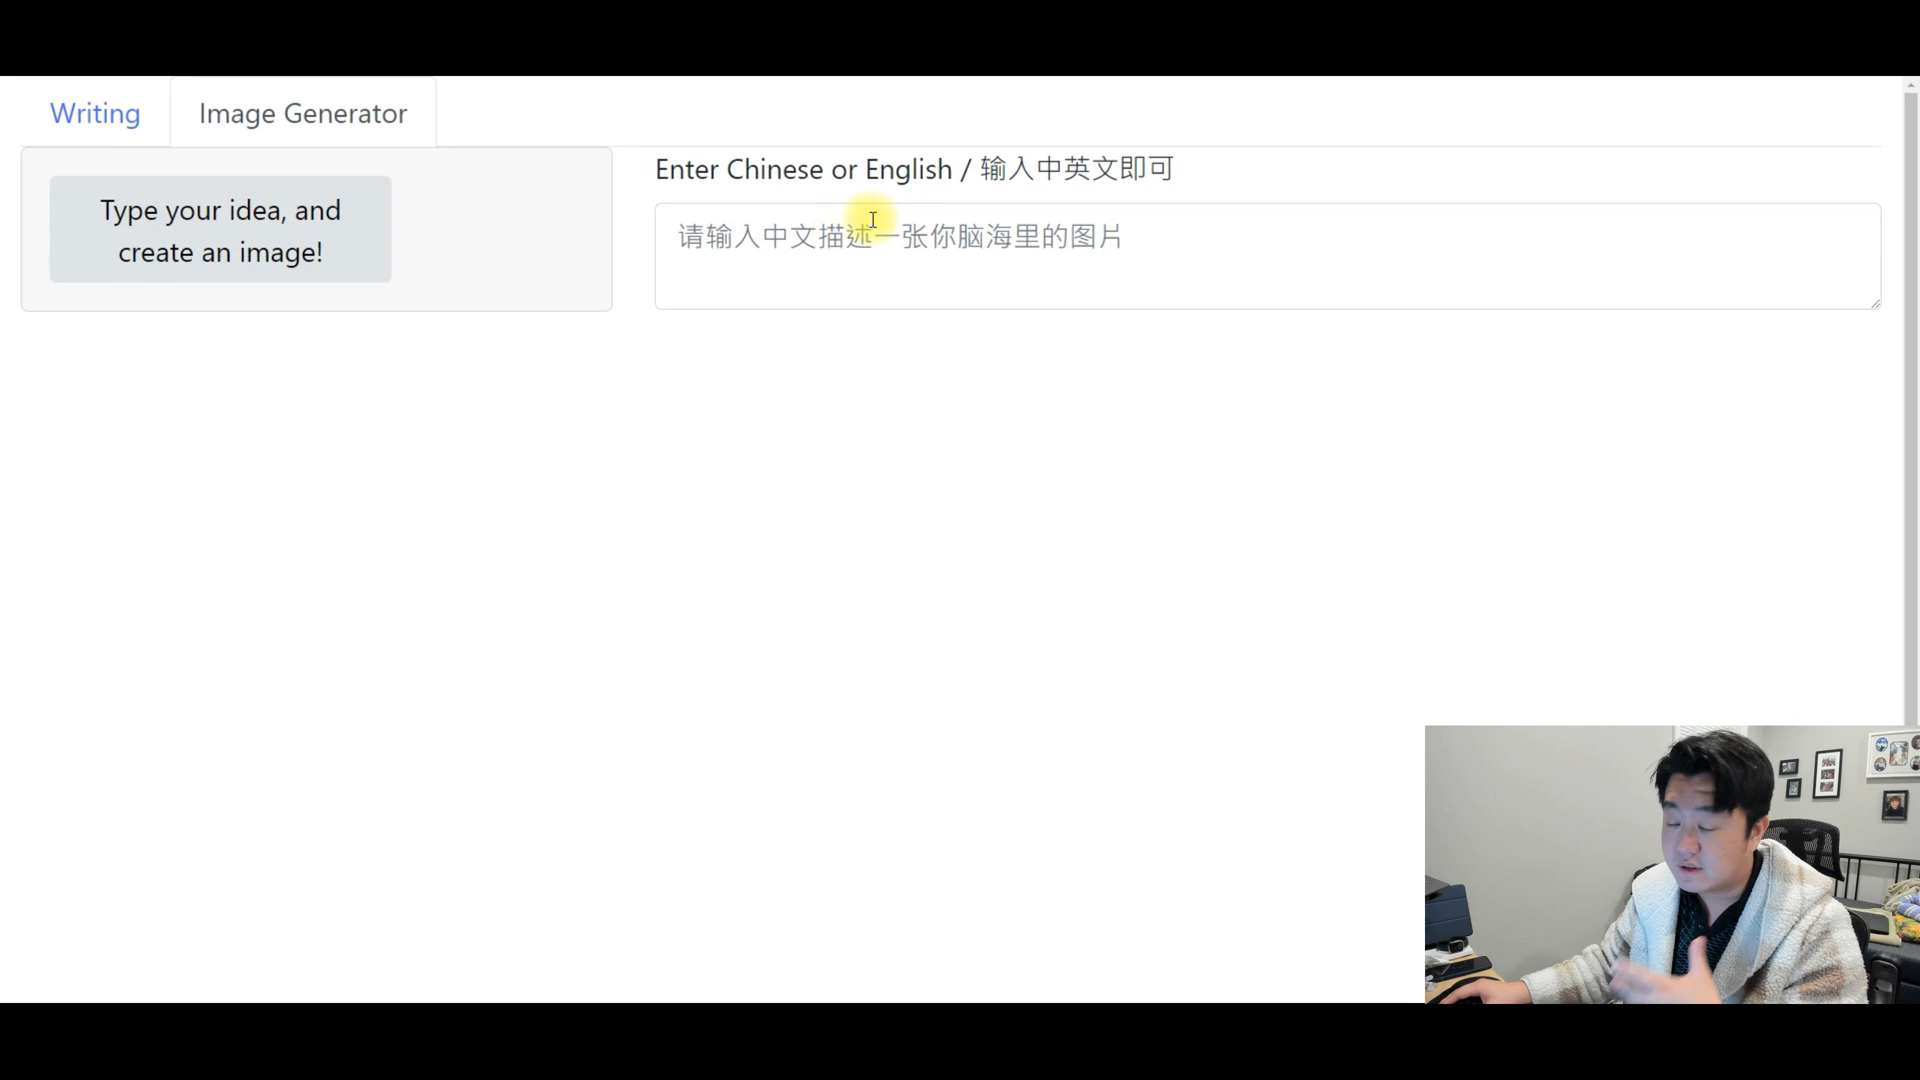 Writing
Image Generator
Type your idea, and
create an image!
Enter Chinese or English / 输入中英文即可
请输入中文描述一张你脑海里的图片